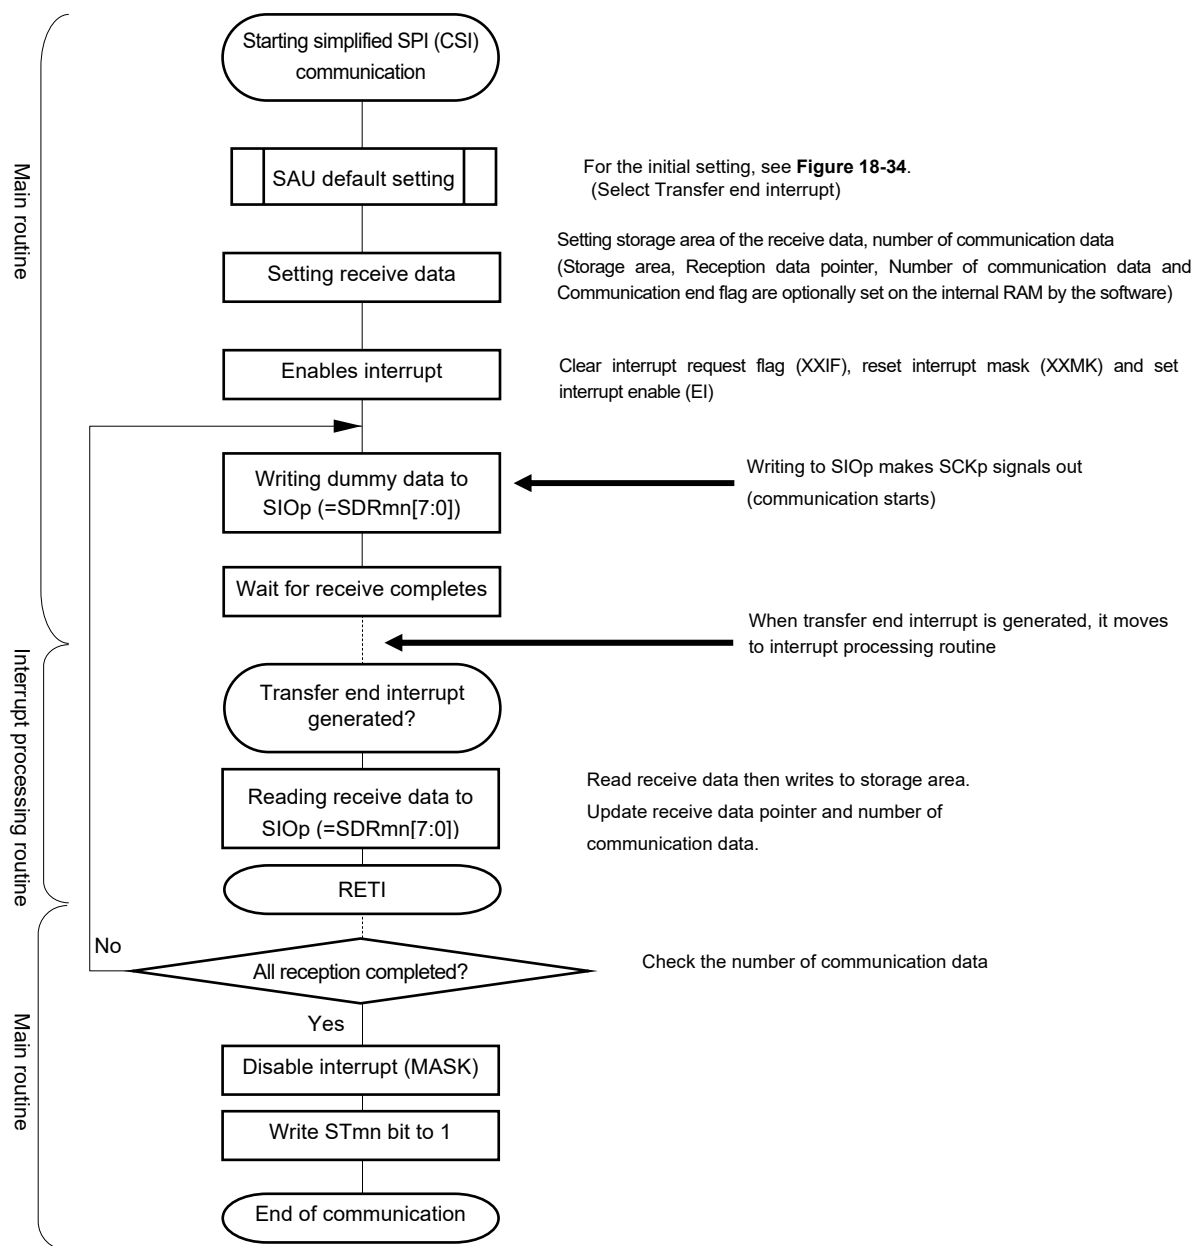 Starting simplified SPI (CSI)
communication
Main routine
SAU default setting
For the initial setting, see Figure 18-34.
(Select Transfer end interrupt)
Setting receive data
Setting storage area of the receive data, number of communication data
(Storage area, Reception data pointer, Number of communication data and
Communication end flag are optionally set on the internal RAM by the software)
Enables interrupt
Clear interrupt request flag (XXIF), reset interrupt mask (XXMK) and set
interrupt enable (EI)
Writing dummy data to
SIOp (=SDRmn[7:0])
Writing to SIOp makes SCKp signals out
(communication starts)
Wait for receive completes
When transfer end interrupt is generated, it moves
to interrupt processing routine
Interrupt processing routine
Transfer end interrupt
generated?
Reading receive data to
SIOp (=SDRmn[7:0])
Read receive data then writes to storage area.
Update receive data pointer and number of
communication data.
RETI
No
All reception completed?
Check the number of communication data
Yes
Main routine
Disable interrupt (MASK)
Write STmn bit to 1
End of communication